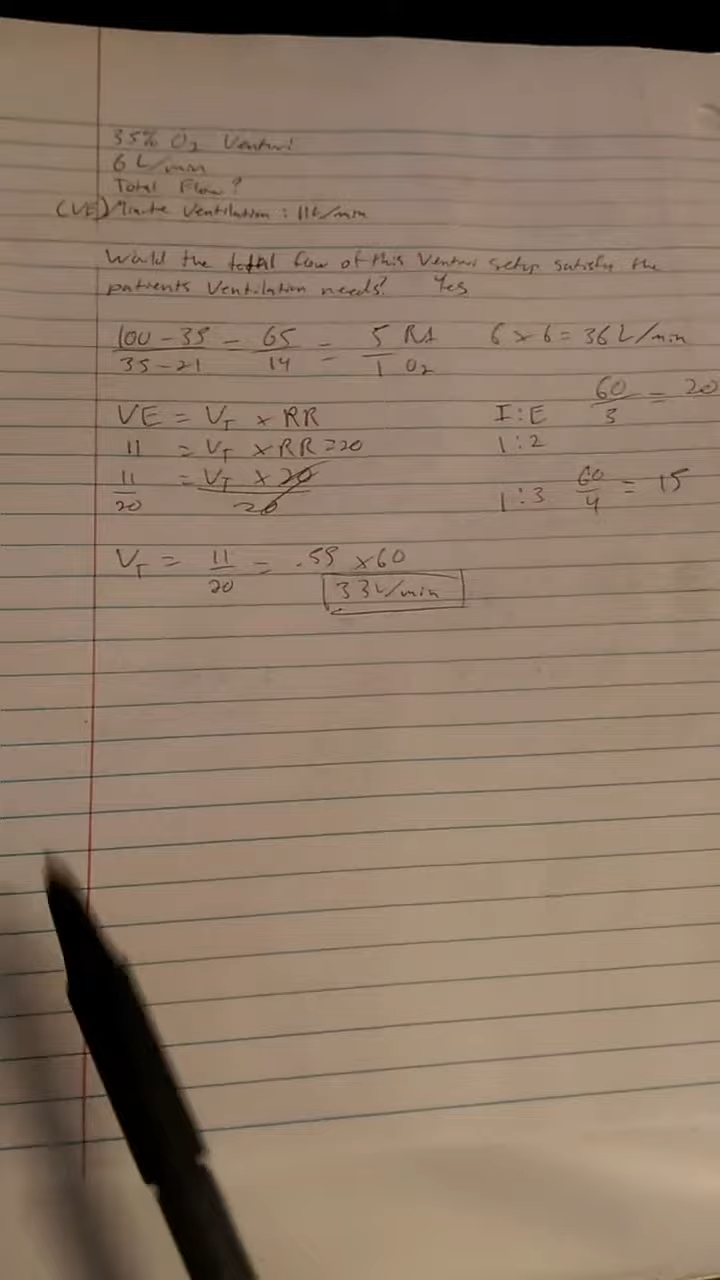 35% O₂ Venturi
6 L/min
Total Flow?
(VE) Minute Ventilation : 11L/min
Would the total flow of this Venturi setup satisfy the
patients Ventilation needs? Yes
100 - 35 / 35 - 21 = 65 / 14 = 5 RA / 1 O₂ 6 x 6 = 36 L/min
60 / 3 = 20
VE = VT x RR I:E
11 = VT x RR = 20 1:2
11 / 20 = VT x 20 / 20 1:3 60 / 4 = 15
VT = 11 / 20 = .55 x 60
33L/min